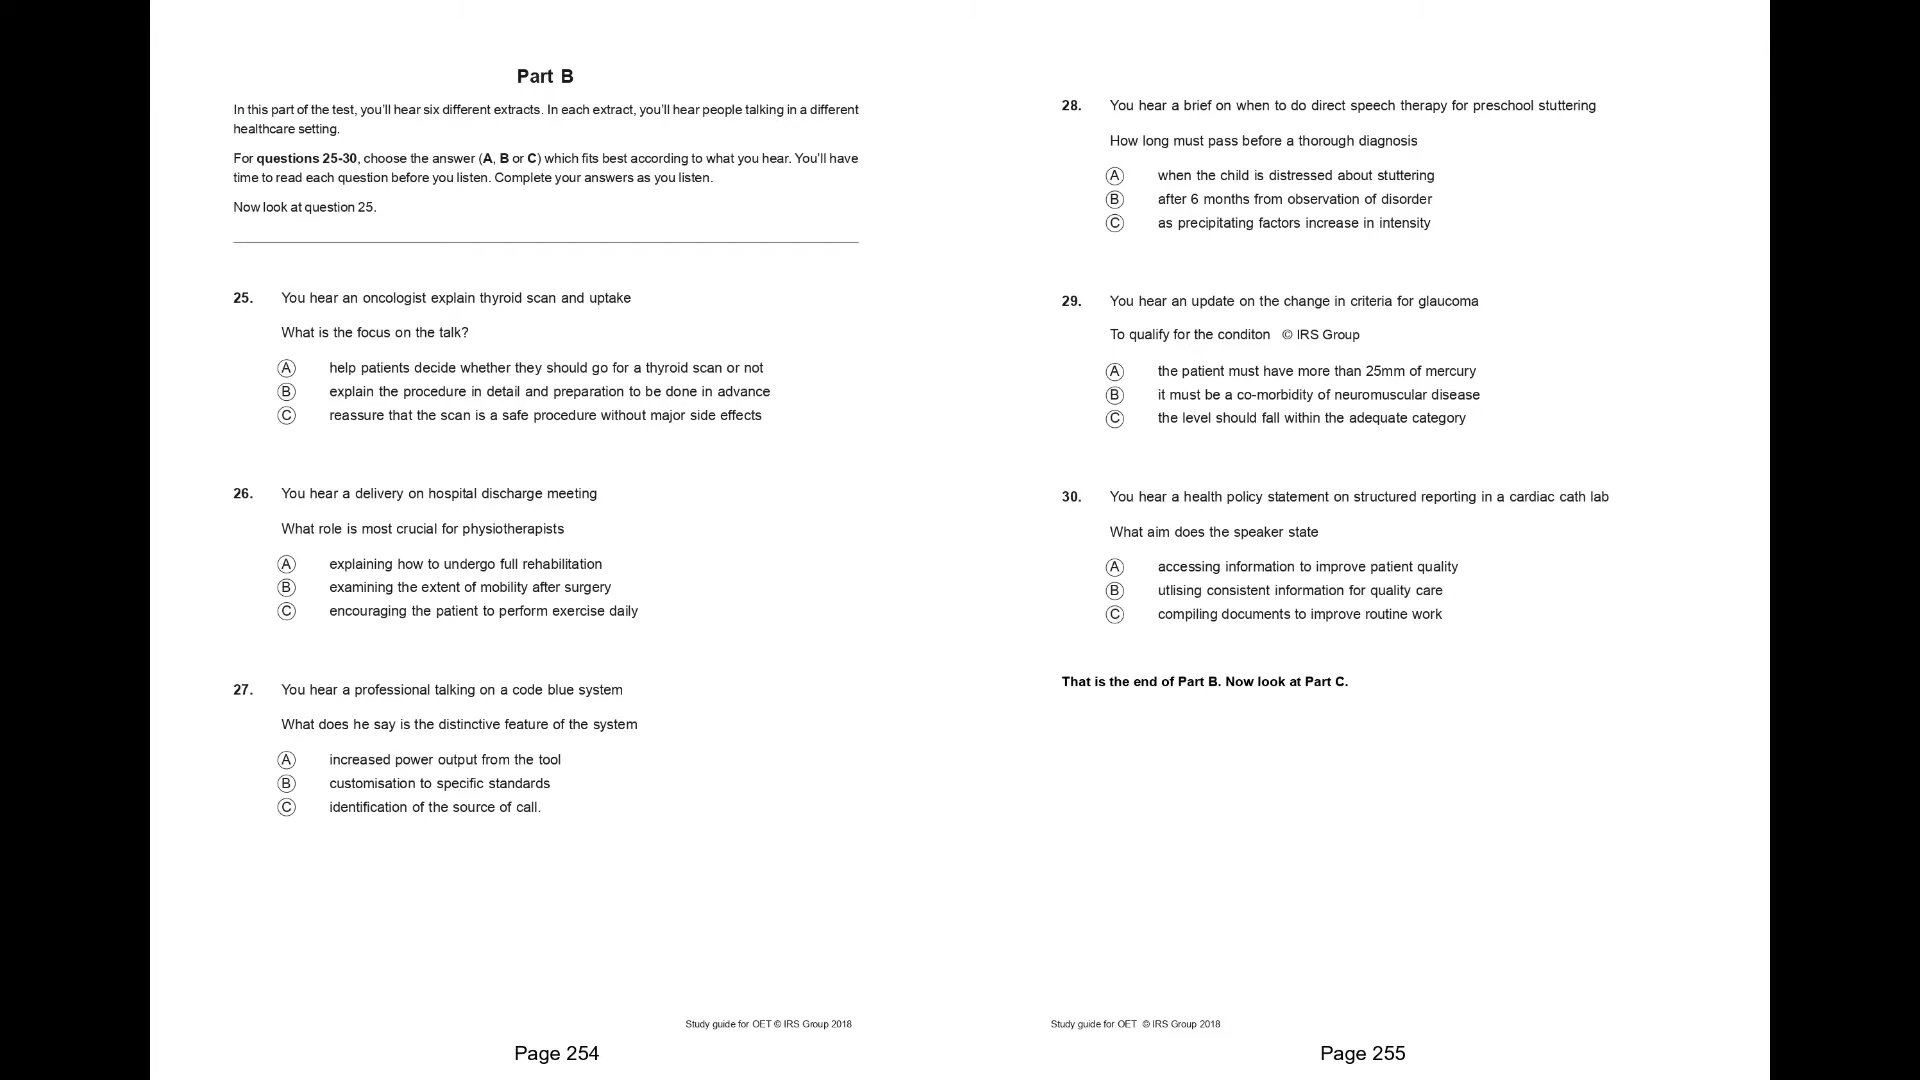 Part B
In this part of the test, you'll hear six different extracts. In each extract, you'll hear people talking in a different
healthcare setting.
For questions 25-30, choose the answer (A, B or C) which fits best according to what you hear. You'll have
time to read each question before you listen. Complete your answers as you listen.
Now look at question 25.
25. You hear an oncologist explain thyroid scan and uptake
What is the focus on the talk?
A help patients decide whether they should go for a thyroid scan or not
B explain the procedure in detail and preparation to be done in advance
C reassure that the scan is a safe procedure without major side effects
26. You hear a delivery on hospital discharge meeting
What role is most crucial for physiotherapists
A explaining how to undergo full rehabilitation
B examining the extent of mobility after surgery
C encouraging the patient to perform exercise daily
27. You hear a professional talking on a code blue system
What does he say is the distinctive feature of the system
A increased power output from the tool
B customisation to specific standards
C identification of the source of call.
Study guide for OET © IRS Group 2018
Page 254
28. You hear a brief on when to do direct speech therapy for preschool stuttering
How long must pass before a thorough diagnosis
A when the child is distressed about stuttering
B after 6 months from observation of disorder
C as precipitating factors increase in intensity
29. You hear an update on the change in criteria for glaucoma
To qualify for the conditon © IRS Group
A the patient must have more than 25mm of mercury
B it must be a co-morbidity of neuromuscular disease
C the level should fall within the adequate category
30. You hear a health policy statement on structured reporting in a cardiac cath lab
What aim does the speaker state
A accessing information to improve patient quality
B utlising consistent information for quality care
C compiling documents to improve routine work
That is the end of Part B. Now look at Part C.
Study guide for OET © IRS Group 2018
Page 255